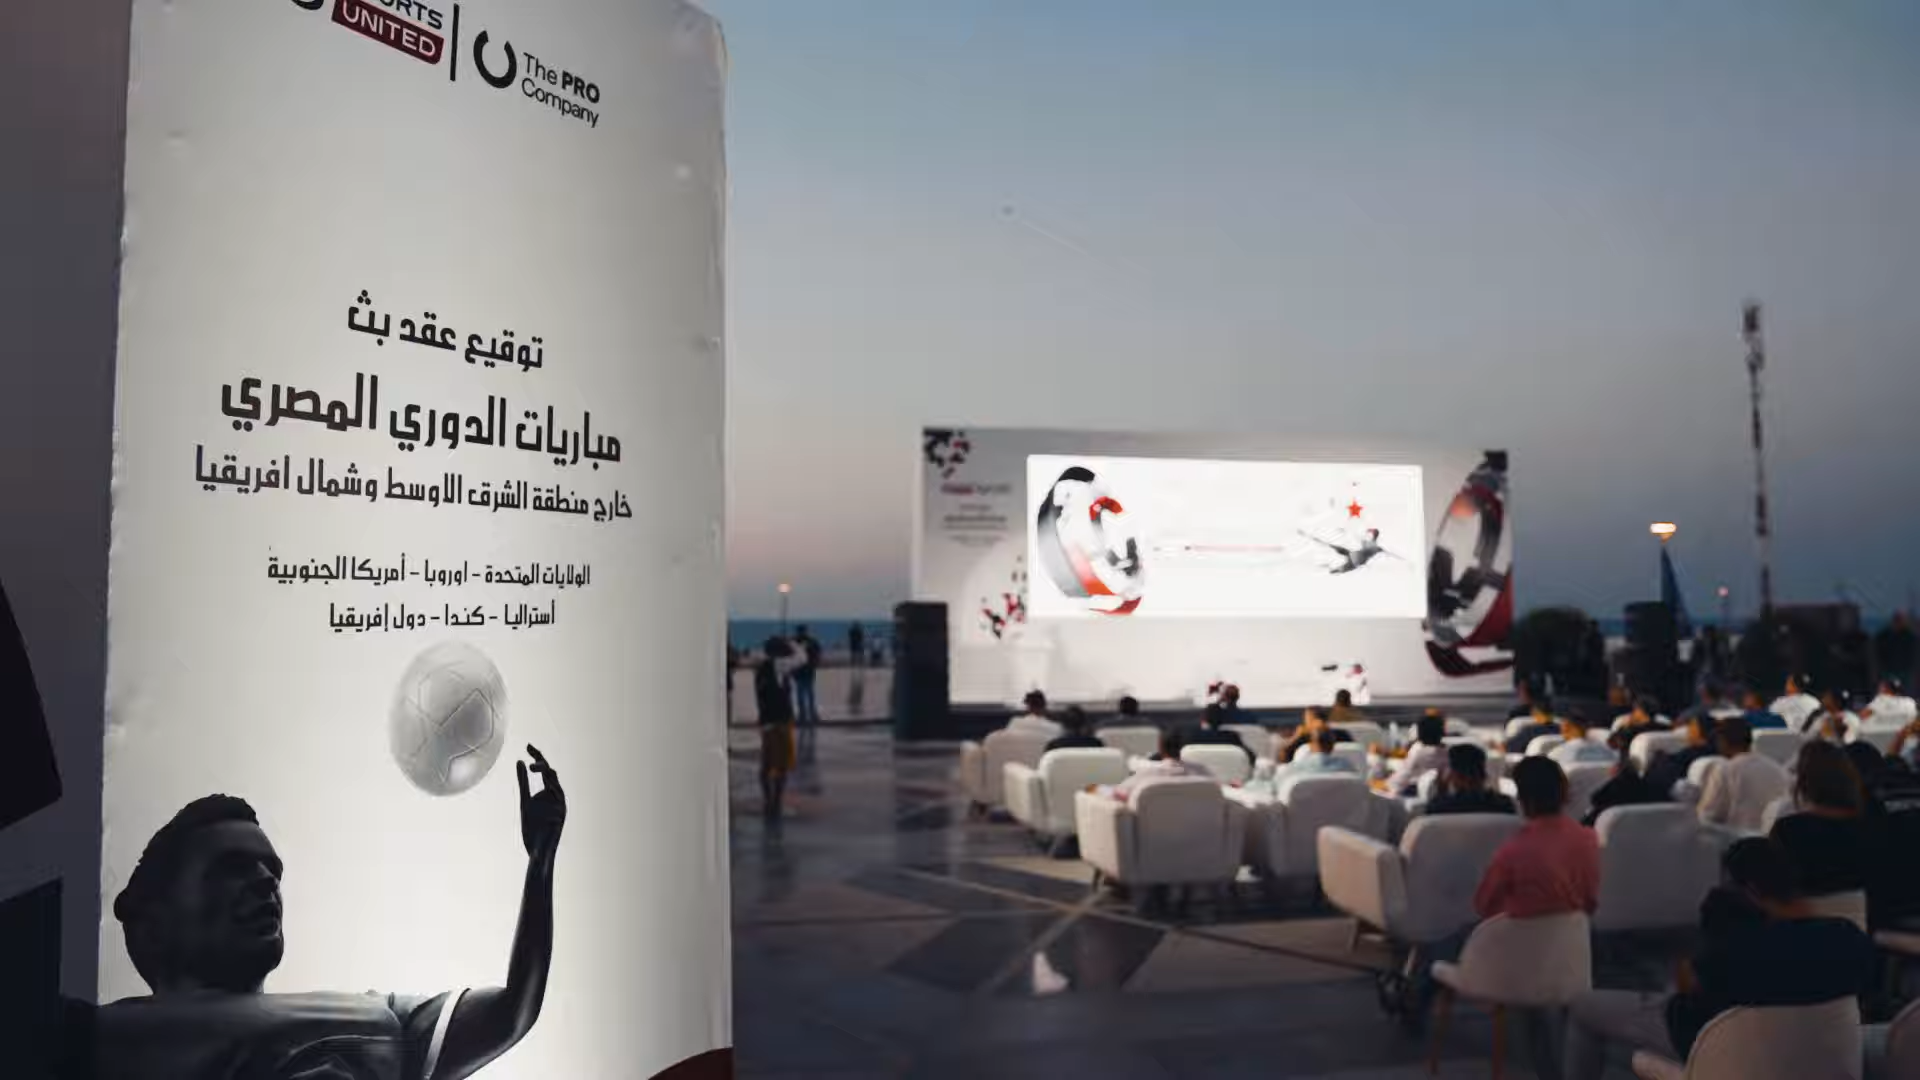 UNITED
The PRO
Company
توقيع عقد بث
مباريات الدوري المصري
خارج منطقة الشرق الاوسط وشمال أفريقيا
الولايات المتحدة - اوروبا - أمريكا الجنوبية
أستراليا - كندا - دول إفريقيا